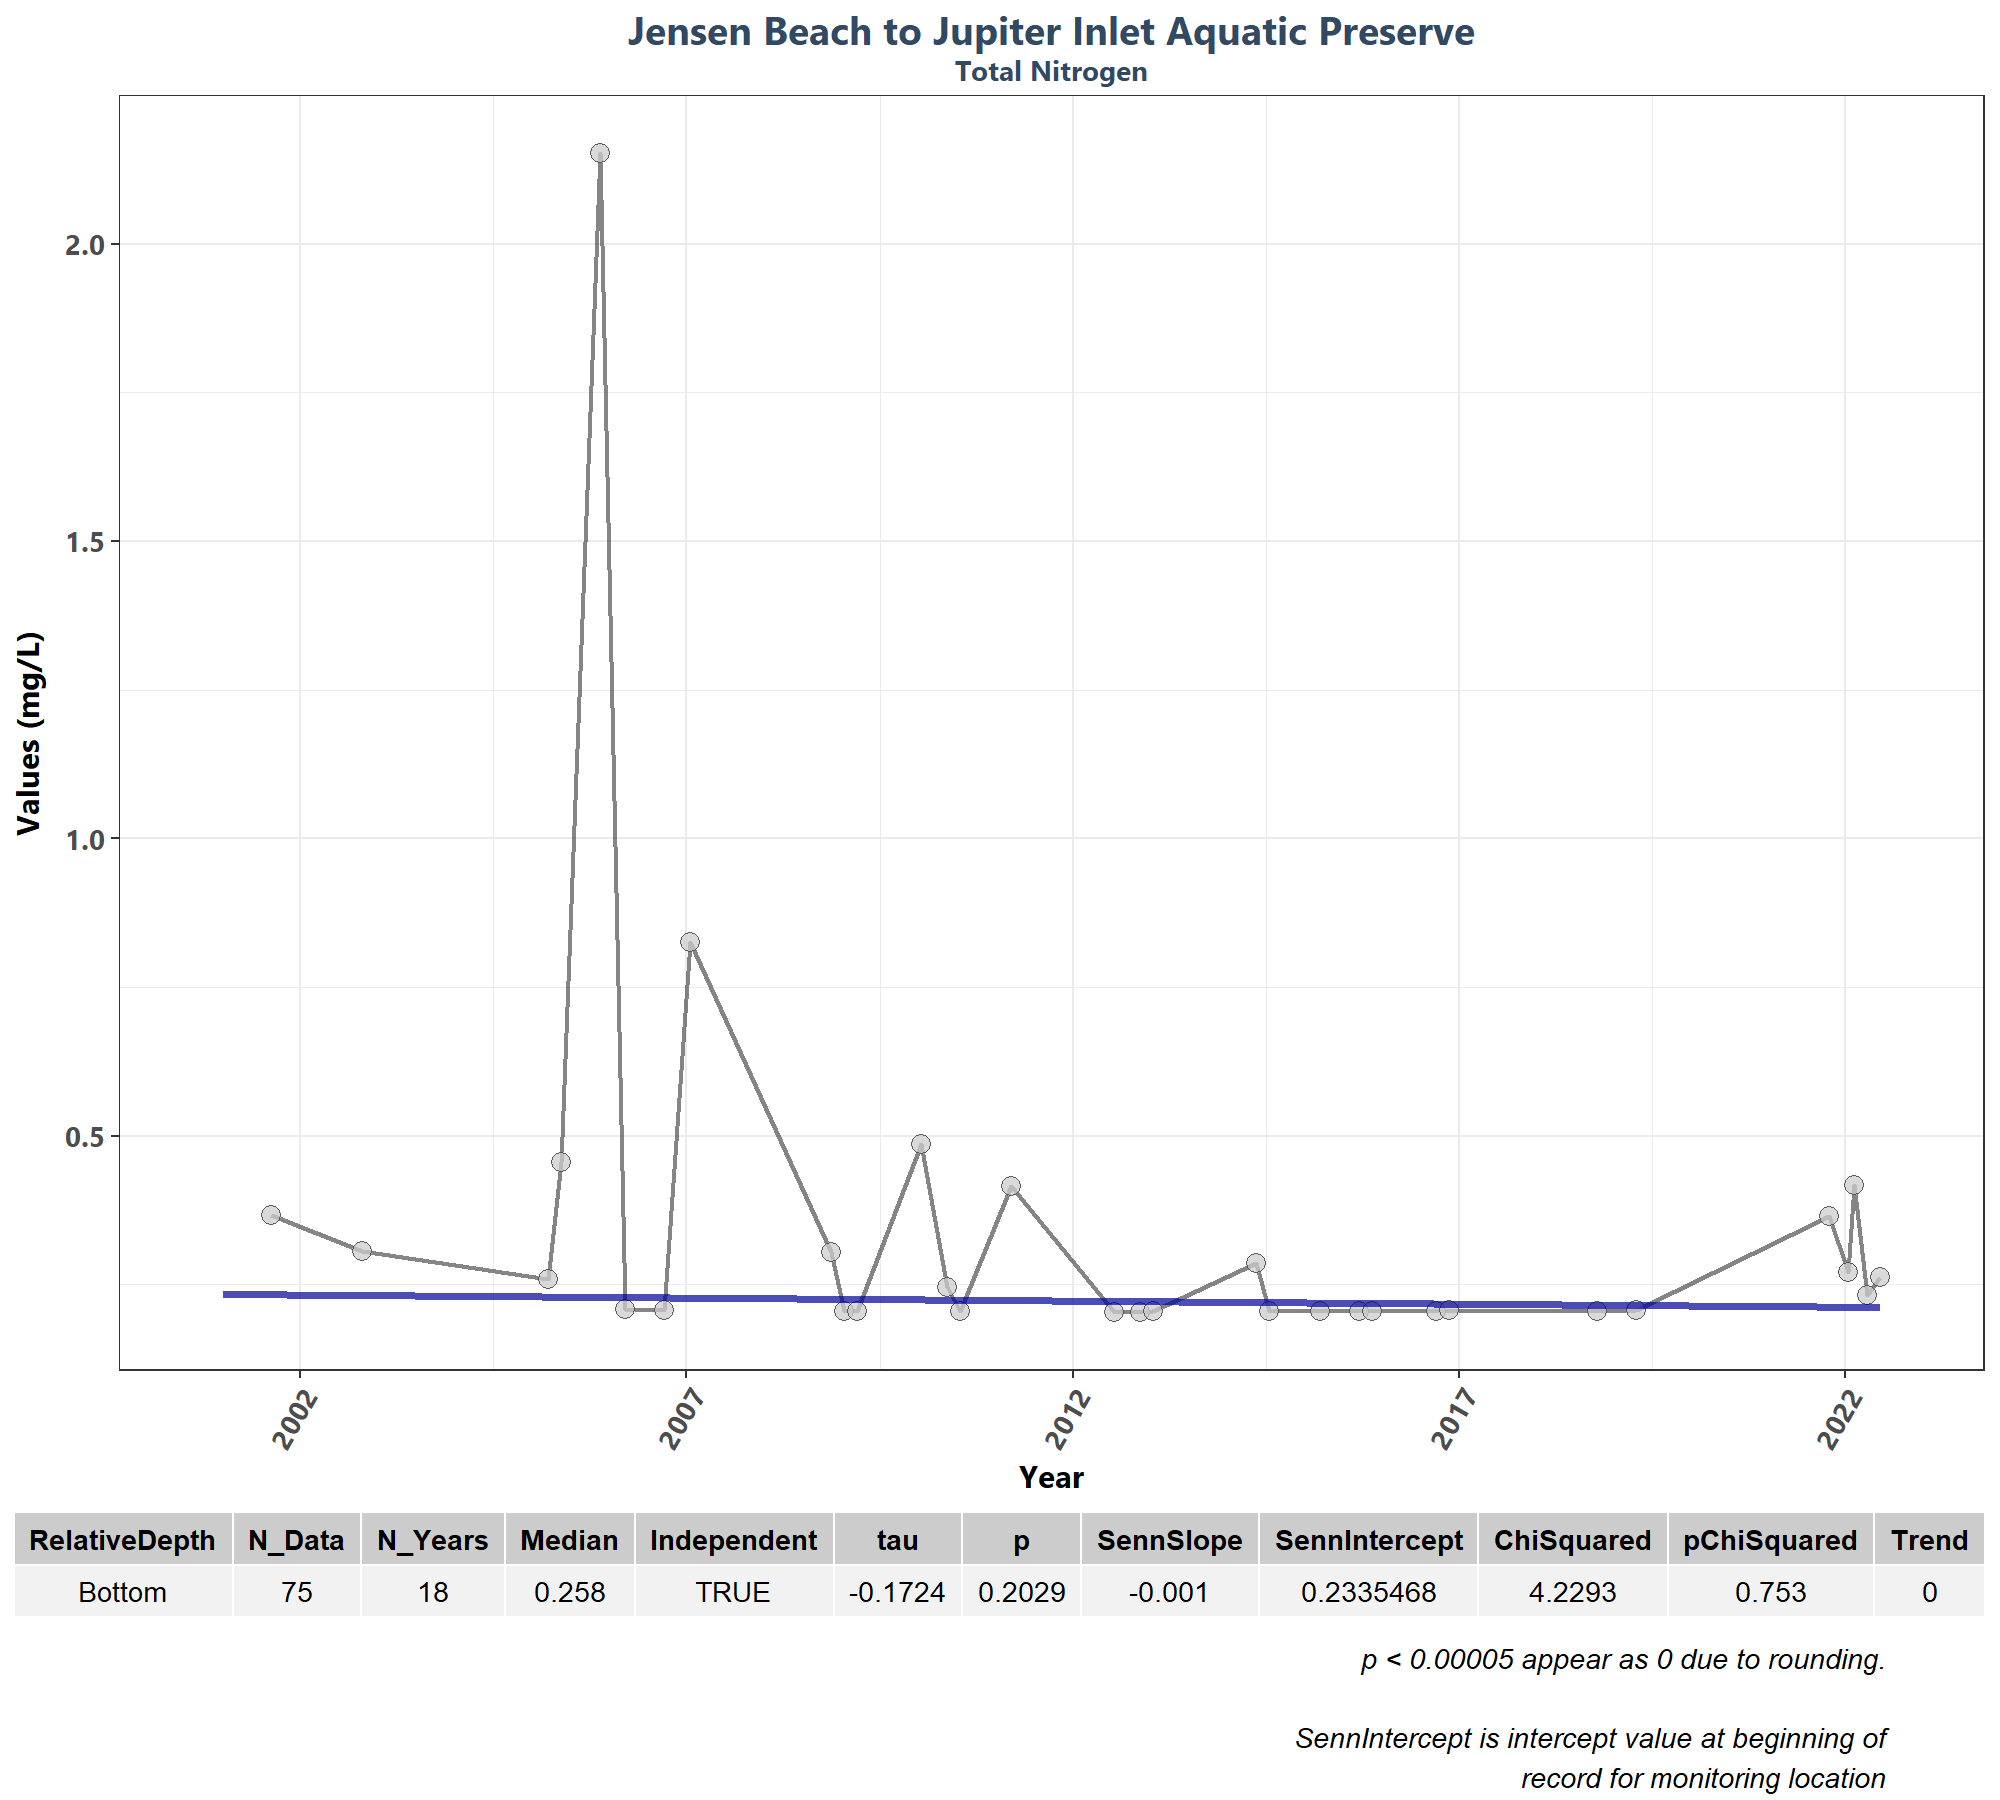 Jensen Beach to Jupiter Inlet Aquatic Preserve
Total Nitrogen
Values (mg/L)
2.0
1.5
1.0
0.5
2002 2007 2012 2017 2022
Year
RelativeDepth N_Data N_Years Median Independent tau p SennSlope SennIntercept ChiSquared pChiSquared Trend
Bottom 75 18 0.258 TRUE -0.1724 0.2029 -0.001 0.2335468 4.2293 0.753 0
p < 0.00005 appear as 0 due to rounding.
SennIntercept is intercept value at beginning of
record for monitoring location